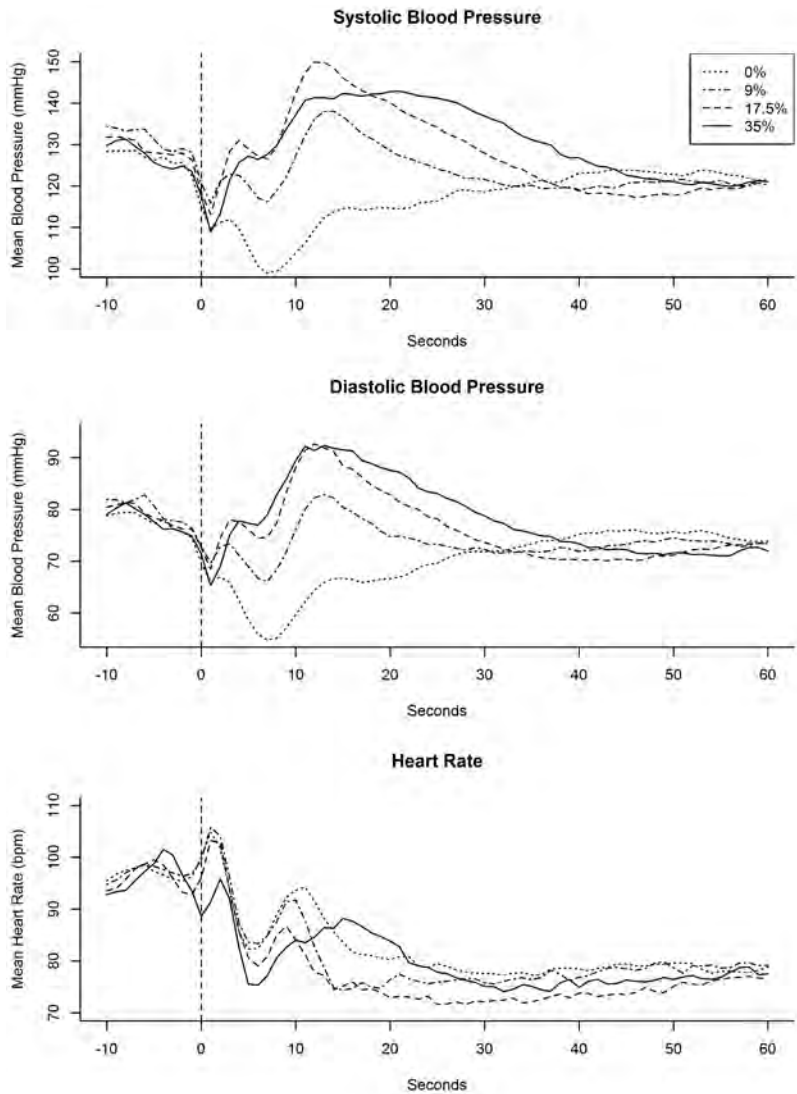 Systolic Blood Pressure
Mean Blood Pressure (mmHg)
150
140
130
120
110
100
0%
9%
17.5%
35%
-10 0 10 20 30 40 50 60
Seconds
Diastolic Blood Pressure
Mean Blood Pressure (mmHg)
90
80
70
60
-10 0 10 20 30 40 50 60
Seconds
Heart Rate
Mean Heart Rate (bpm)
110
100
90
80
70
-10 0 10 20 30 40 50 60
Seconds